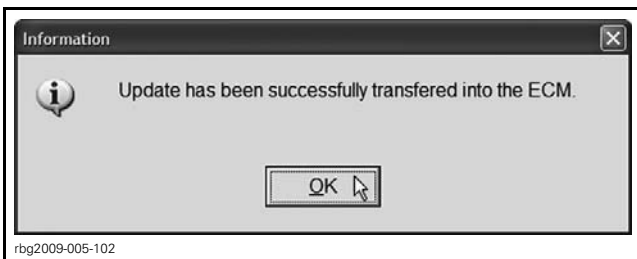 Information
Update has been successfully transfered into the ECM.
OK
rbg2009-005-102